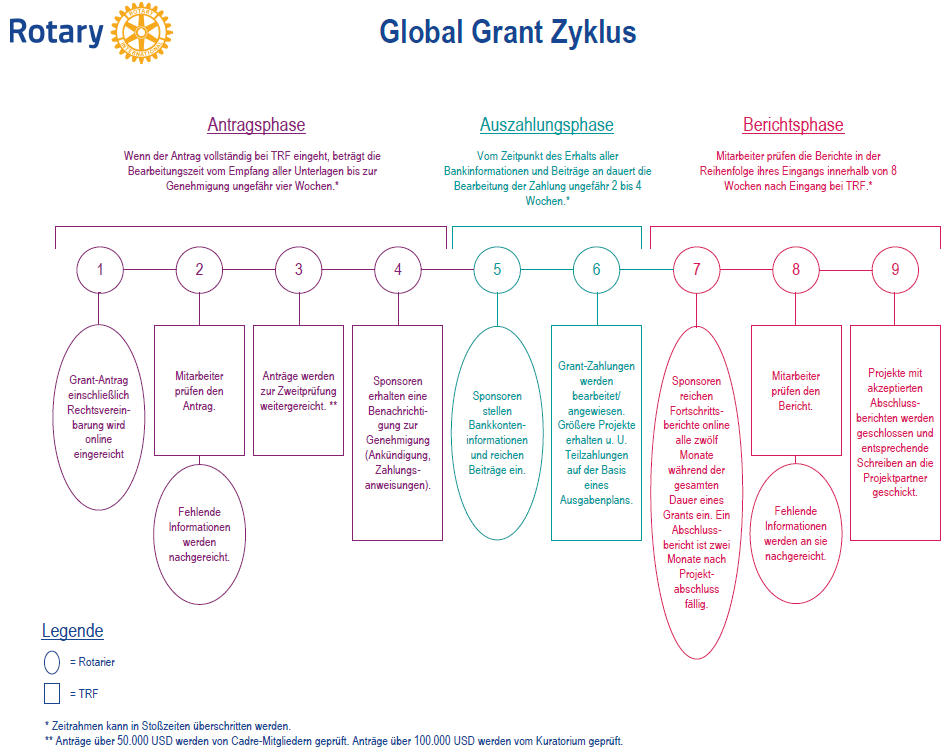 Rotary
ROTARY
INTERNATIONAL
Global Grant Zyklus
Antragsphase
Wenn der Antrag vollständig bei TRF eingeht, beträgt die
Bearbeitungszeit vom Empfang aller Unterlagen bis zur
Genehmigung ungefähr vier Wochen.*
Auszahlungsphase
Vom Zeitpunkt des Erhalts aller
Bankinformationen und Beiträge an dauert die
Bearbeitung der Zahlung ungefähr 2 bis 4
Wochen.*
Berichtsphase
Mitarbeiter prüfen die Berichte in der
Reihenfolge ihres Eingangs innerhalb von 8
Wochen nach Eingang bei TRF.*
1
Grant-Antrag
einschließlich
Rechtsverein-
barung wird
online
eingereicht
2
Mitarbeiter
prüfen den
Antrag.
Fehlende
Informationen
werden
nachgereicht.
3
Anträge werden
zur Zweitprüfung
weitergereicht. **
4
Sponsoren
erhalten eine
Benachrichti-
gung zur
Genehmigung
(Ankündigung,
Zahlungs-
anweisungen).
5
Sponsoren
stellen
Bankkonten-
informationen
und reichen
Beiträge ein.
6
Grant-Zahlungen
werden
bearbeitet/
angewiesen.
Größere Projekte
erhalten u. U.
Teilzahlungen
auf der Basis
eines
Ausgabenplans.
7
Sponsoren
reichen
Fortschritts-
berichte online
alle zwölf
Monate
während der
gesamten
Dauer eines
Grants ein. Ein
Abschluss-
bericht ist zwei
Monate nach
Projekt-
abschluss
fällig.
8
Mitarbeiter
prüfen den
Bericht.
Fehlende
Informationen
werden an sie
nachgereicht.
9
Projekte mit
akzeptierten
Abschluss-
berichten werden
geschlossen und
entsprechende
Schreiben an die
Projektpartner
geschickt.
Legende
= Rotarier
= TRF
* Zeitrahmen kann in Stoßzeiten überschritten werden.
** Anträge über 50.000 USD werden von Cadre-Mitgliedern geprüft. Anträge über 100.000 USD werden vom Kuratorium geprüft.